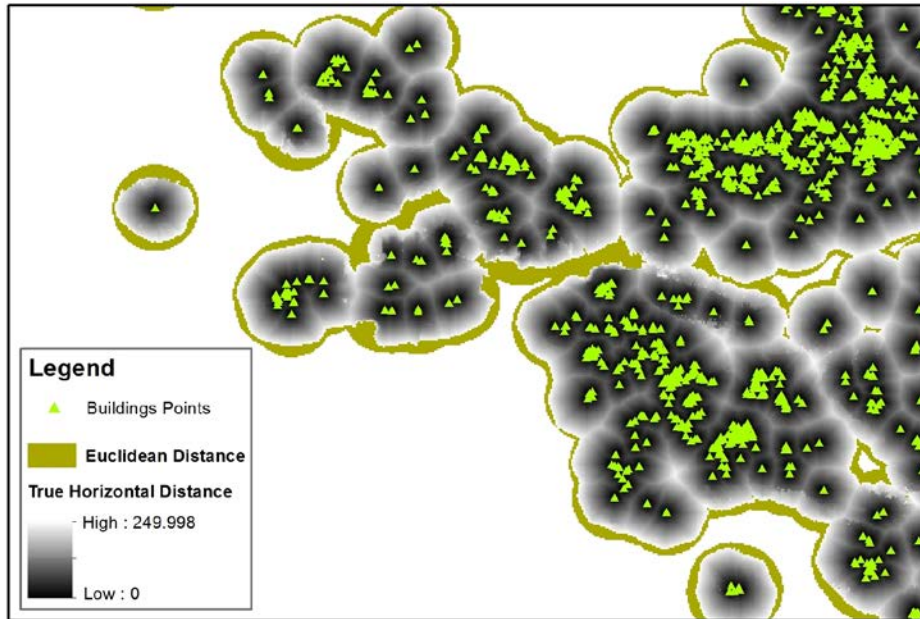 Legend
Buildings Points
Euclidean Distance
True Horizontal Distance
High : 249.998
Low : 0